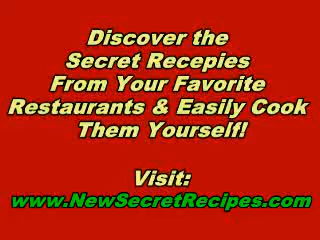 Discover the
Secret Recepies
From Your Favorite
Restaurants & Easily Cook
Them Yourself!
Visit:
www.NewSecretRecipes.com